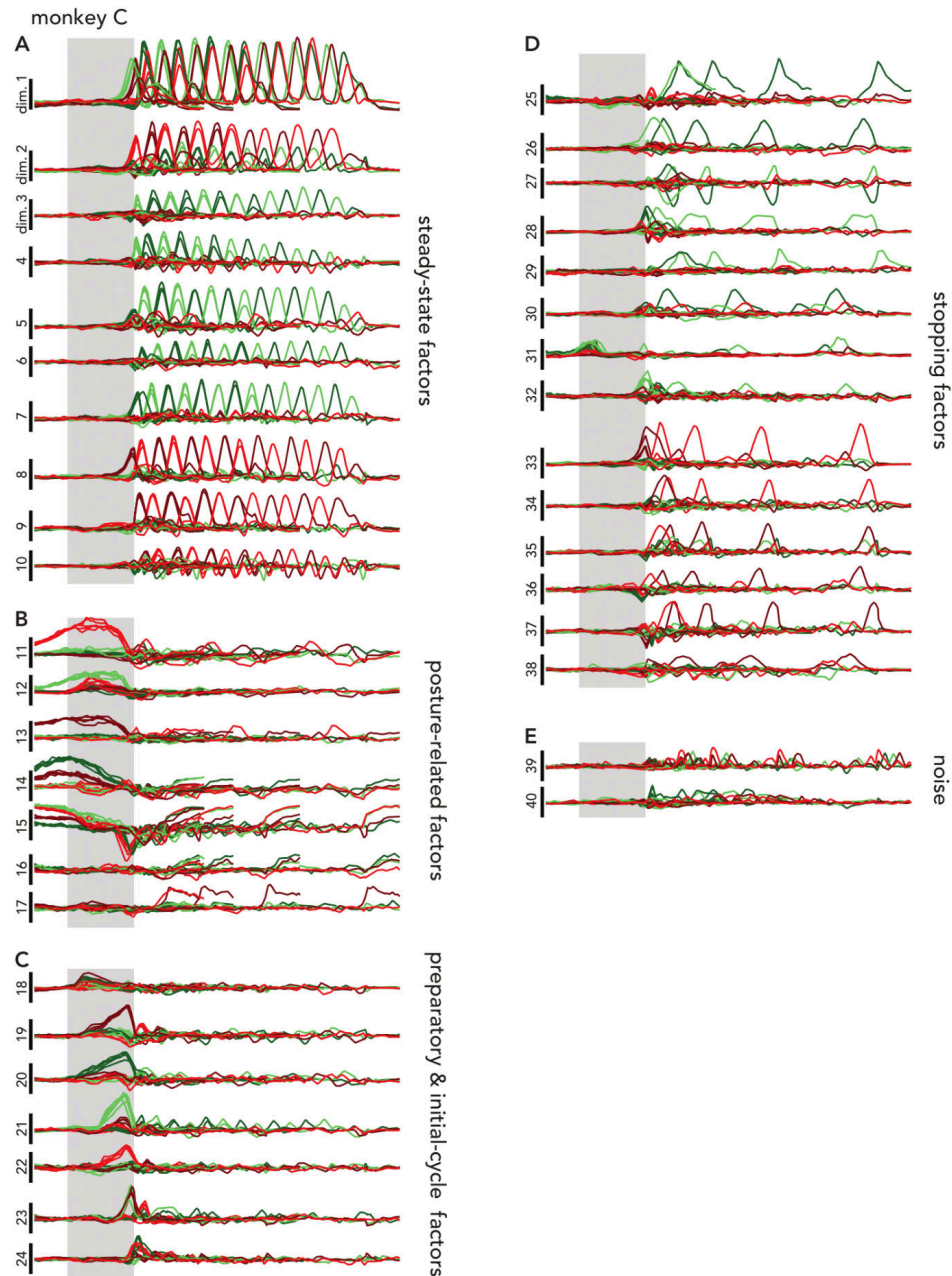 monkey C
A
dim. 1
dim. 2
dim. 3
4
5
6
7
8
9
10
steady-state factors
B
11
12
13
14
15
16
17
posture-related factors
C
18
19
20
21
22
23
24
preparatory & initial-cycle factors
D
25
26
27
28
29
30
31
32
33
34
35
36
37
38
stopping factors
E
39
40
noise